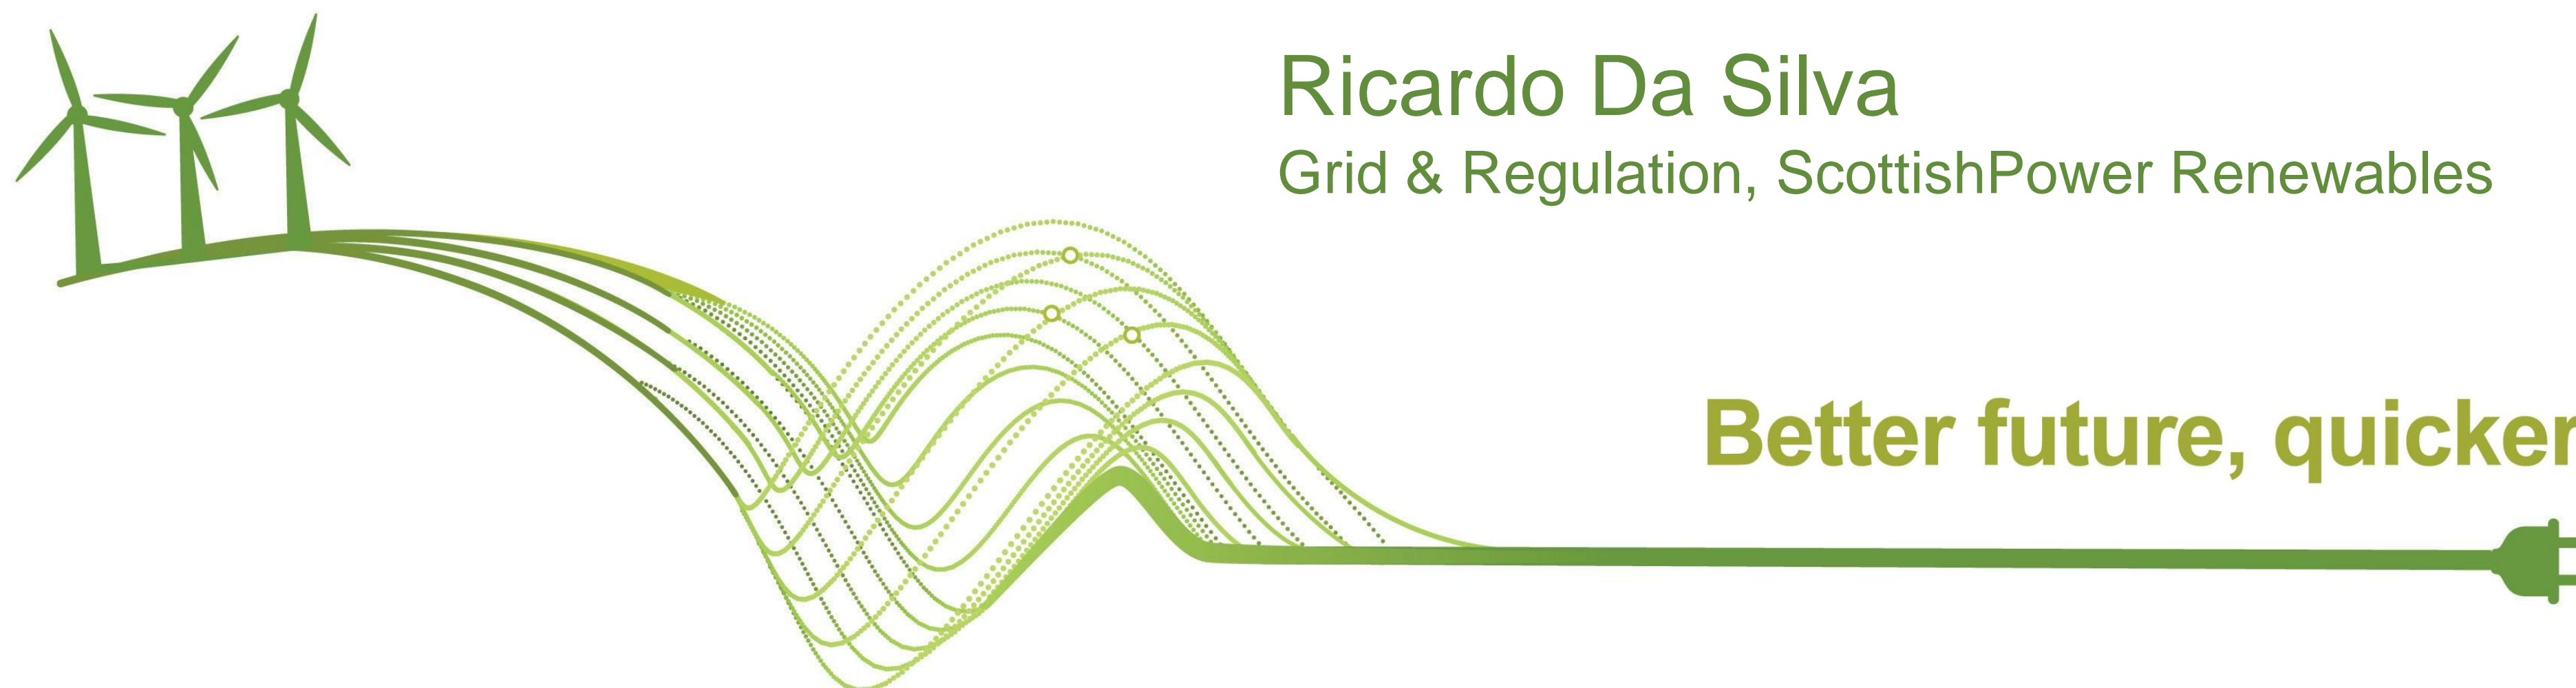 Ricardo Da Silva
Grid & Regulation, ScottishPower Renewables
Better future, quicker